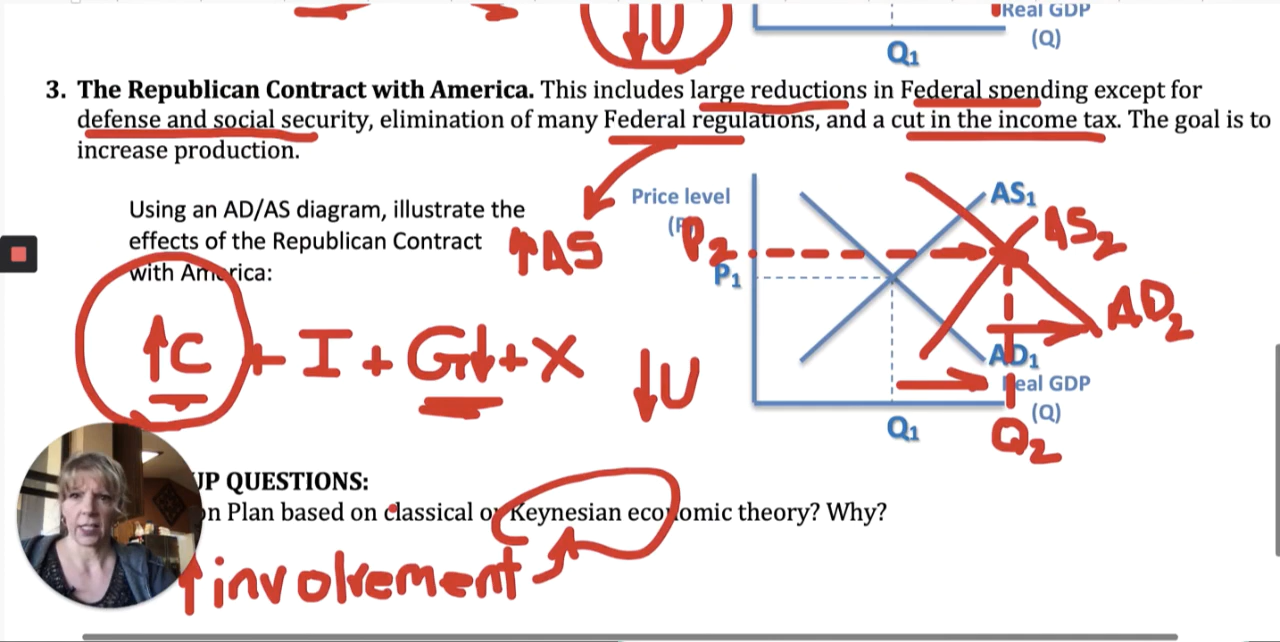 ↓U
Real GDP
(Q)
Q1
3. The Republican Contract with America. This includes large reductions in Federal spending except for
defense and social security, elimination of many Federal regulations, and a cut in the income tax. The goal is to
increase production.
Using an AD/AS diagram, illustrate the
effects of the Republican Contract
with America:
↑AS
↑C + I + G↓ + X ↓U
Price level
P2
P1
AS1
AS2
AD2
AD1
Real GDP
(Q)
Q1
Q2
UP QUESTIONS:
on Plan based on classical or Keynesian economic theory? Why?
↑involvement